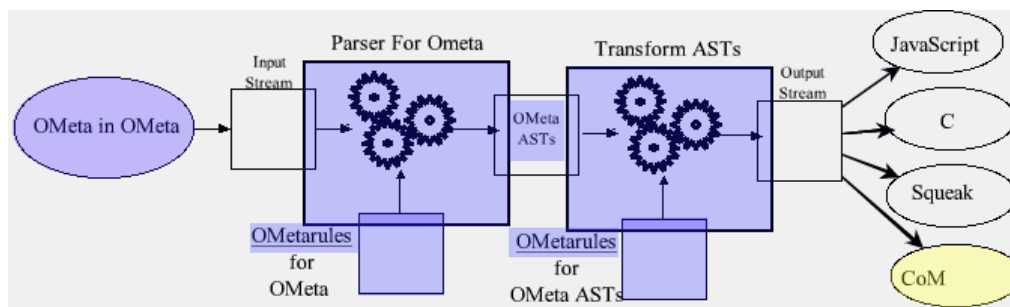 OMeta in OMeta
Input
Stream
Parser For Ometa
OMetarules
for
OMeta
OMeta
ASTs
Transform ASTs
OMetarules
for
OMeta ASTs
Output
Stream
JavaScript
C
Squeak
CoM